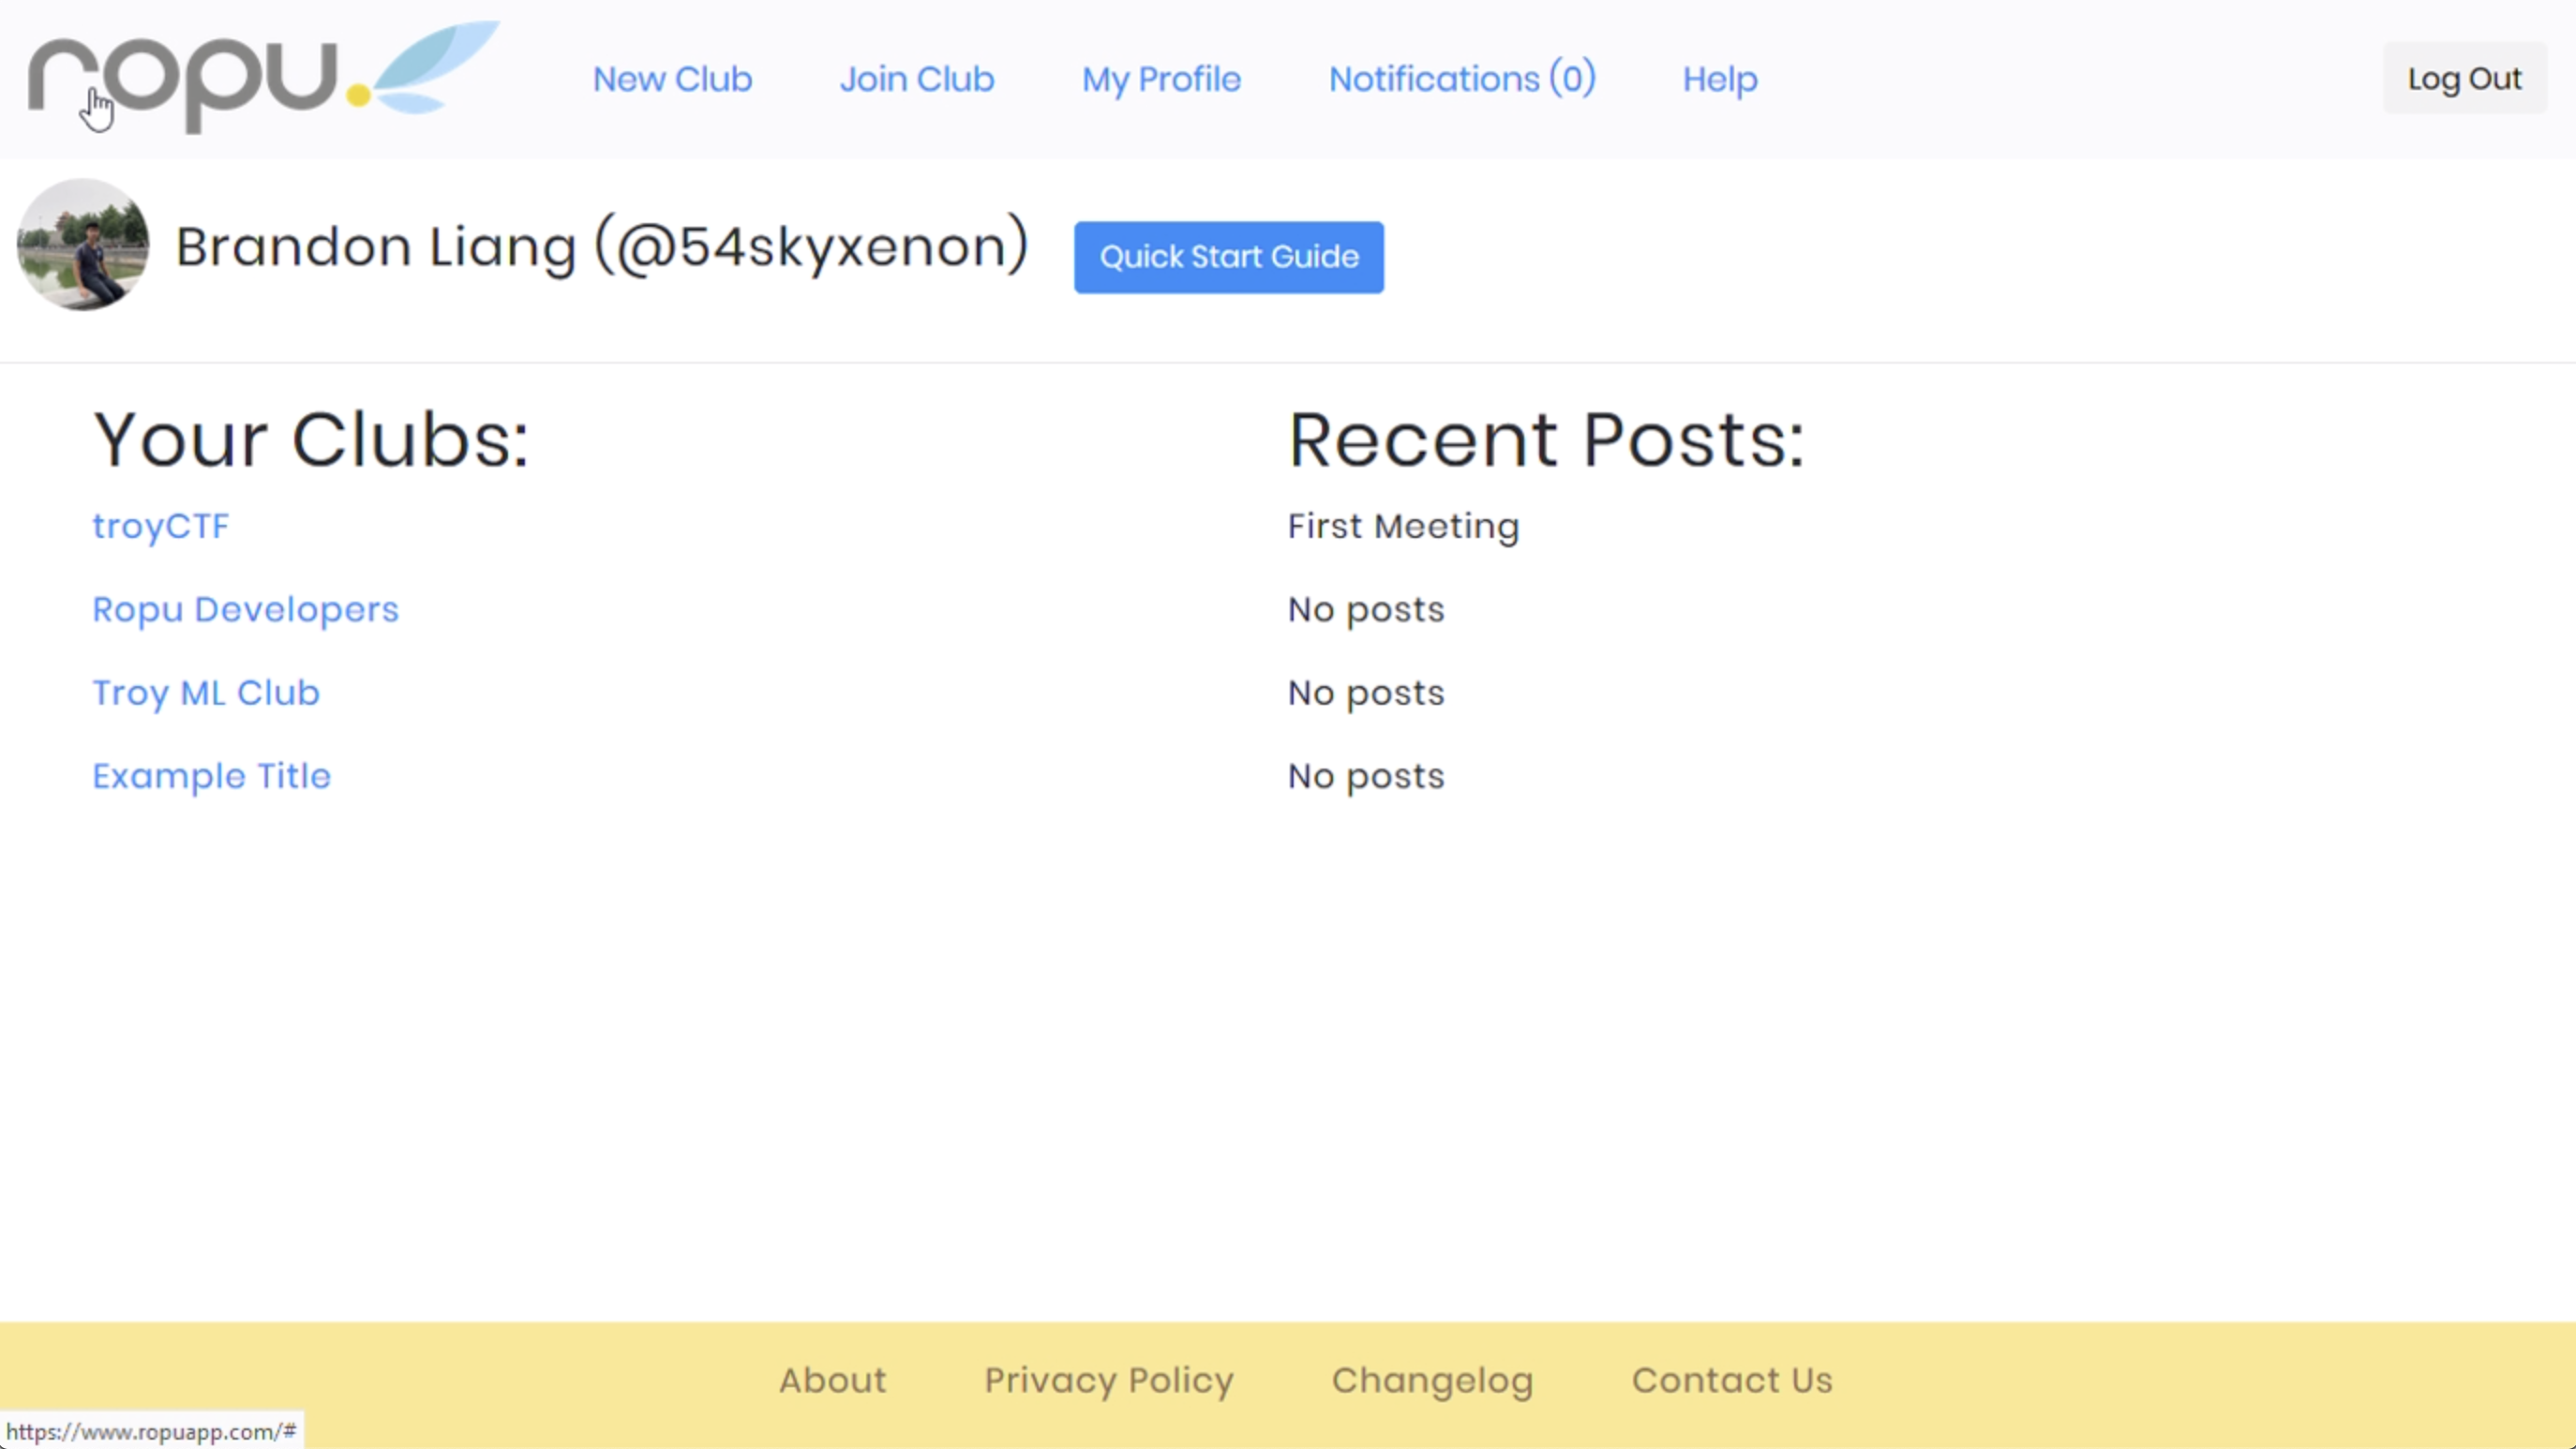 ropu.
New Club Join Club My Profile Notifications (0) Help Log Out
Brandon Liang (@54skyxenon) Quick Start Guide
Your Clubs: Recent Posts:
troyCTF First Meeting
Ropu Developers No posts
Troy ML Club No posts
Example Title No posts
About Privacy Policy Changelog Contact Us
https://www.ropuapp.com/#